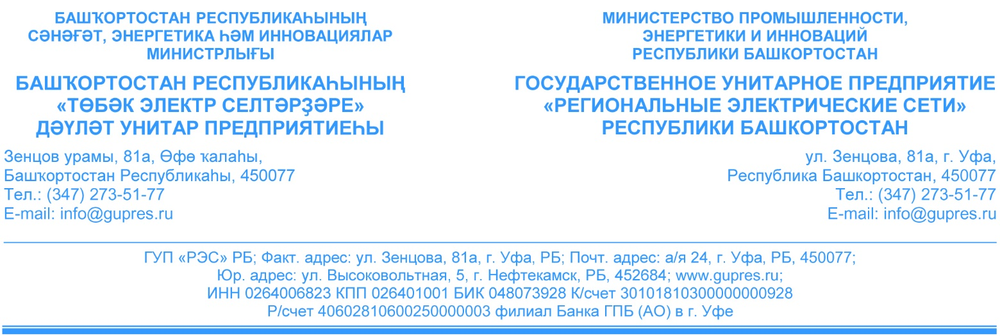 БАШҠОРТОСТАН РЕСПУБЛИКАҺЫНЫҢ
СӘНӘҒӘТ, ЭНЕРГЕТИКА ҺӘМ ИННОВАЦИЯЛАР
МИНИСТРЛЫҒЫ
БАШҠОРТОСТАН РЕСПУБЛИКАҺЫНЫҢ
«ТӨБӘК ЭЛЕКТР СЕЛТӘРҘӘРЕ»
ДӘҮЛӘТ УНИТАР ПРЕДПРИЯТИЕҺЫ
Зенцов урамы, 81а, Өфө ҡалаһы,
Башҡортостан Республикаһы, 450077
Тел.: (347) 273-51-77
E-mail: info@gupres.ru
МИНИСТЕРСТВО ПРОМЫШЛЕННОСТИ,
ЭНЕРГЕТИКИ И ИННОВАЦИЙ
РЕСПУБЛИКИ БАШКОРТОСТАН
ГОСУДАРСТВЕННОЕ УНИТАРНОЕ ПРЕДПРИЯТИЕ
«РЕГИОНАЛЬНЫЕ ЭЛЕКТРИЧЕСКИЕ СЕТИ»
РЕСПУБЛИКИ БАШКОРТОСТАН
ул. Зенцова, 81а, г. Уфа,
Республика Башкортостан, 450077
Тел.: (347) 273-51-77
E-mail: info@gupres.ru
ГУП «РЭС» РБ; Факт. адрес: ул. Зенцова, 81а, г. Уфа, РБ; Почт. адрес: а/я 24, г. Уфа, РБ, 450077;
Юр. адрес: ул. Высоковольтная, 5, г. Нефтекамск, РБ, 452684; www.gupres.ru;
ИНН 0264006823 КПП 026401001 БИК 048073928 К/счет 30101810300000000928
Р/счет 40602810600250000003 филиал Банка ГПБ (АО) в г. Уфе